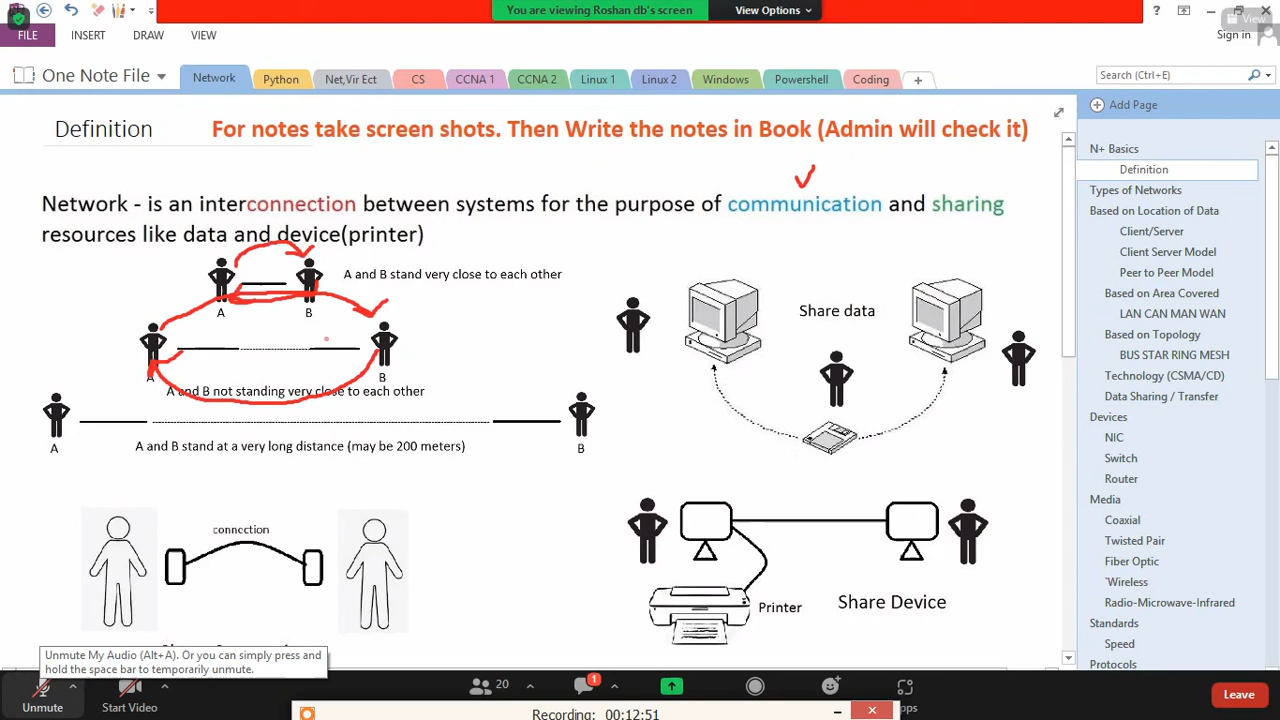 You are viewing Roshan db's screen
View Options
?
View
FILE
INSERT
DRAW
VIEW
Sign in
One Note File
Network
Python
Net,Vir Ect
CS
CCNA 1
CCNA 2
Linux 1
Linux 2
Windows
Powershell
Coding
+
Search (Ctrl+E)
Definition
For notes take screen shots. Then Write the notes in Book (Admin will check it)
Network - is an interconnection between systems for the purpose of communication and sharing
resources like data and device(printer)
A and B stand very close to each other
A
B
A
B
A and B not standing very close to each other
A
B
A and B stand at a very long distance (may be 200 meters)
Share data
connection
Printer
Share Device
Add Page
N+ Basics
Definition
Types of Networks
Based on Location of Data
Client/Server
Client Server Model
Peer to Peer Model
Based on Area Covered
LAN CAN MAN WAN
Based on Topology
BUS STAR RING MESH
Technology (CSMA/CD)
Data Sharing / Transfer
Devices
NIC
Switch
Router
Media
Coaxial
Twisted Pair
Fiber Optic
`Wireless
Radio-Microwave-Infrared
Standards
Speed
Protocols
Unmute My Audio (Alt+A). Or you can simply press and
hold the space bar to temporarily unmute.
Unmute
Start Video
20
1
Leave
Recording: 00:12:51